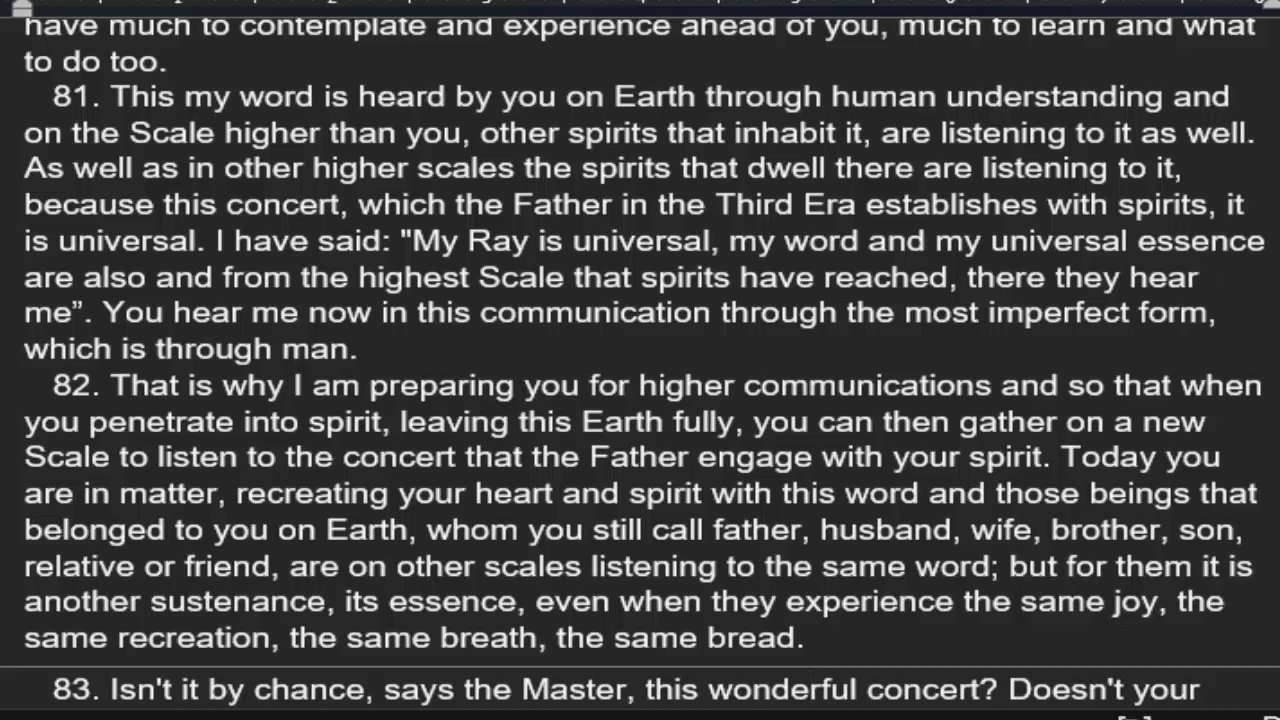 have much to contemplate and experience ahead of you, much to learn and what
to do too.
81. This my word is heard by you on Earth through human understanding and
on the Scale higher than you, other spirits that inhabit it, are listening to it as well.
As well as in other higher scales the spirits that dwell there are listening to it,
because this concert, which the Father in the Third Era establishes with spirits, it
is universal. I have said: "My Ray is universal, my word and my universal essence
are also and from the highest Scale that spirits have reached, there they hear
me”. You hear me now in this communication through the most imperfect form,
which is through man.
82. That is why I am preparing you for higher communications and so that when
you penetrate into spirit, leaving this Earth fully, you can then gather on a new
Scale to listen to the concert that the Father engage with your spirit. Today you
are in matter, recreating your heart and spirit with this word and those beings that
belonged to you on Earth, whom you still call father, husband, wife, brother, son,
relative or friend, are on other scales listening to the same word; but for them it is
another sustenance, its essence, even when they experience the same joy, the
same recreation, the same breath, the same bread.
83. Isn't it by chance, says the Master, this wonderful concert? Doesn't your